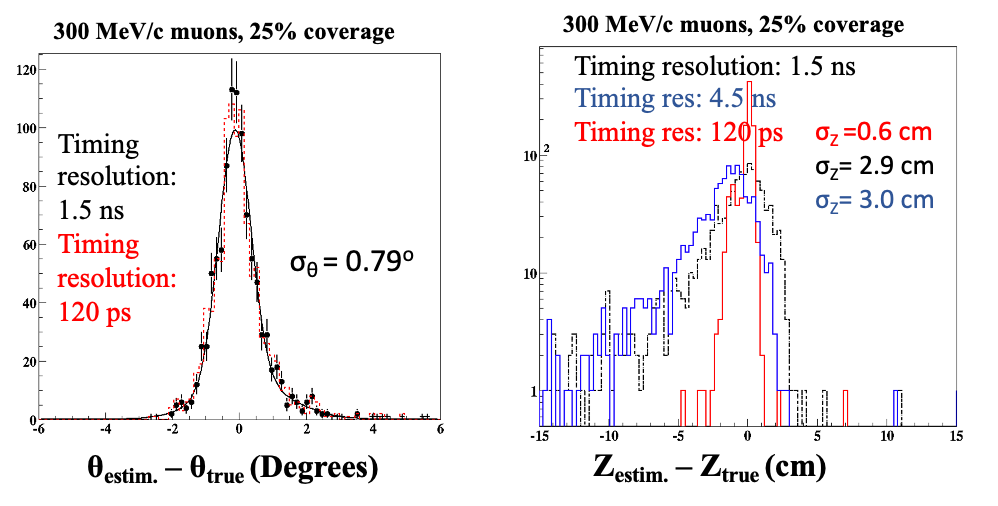 300 MeV/c muons, 25% coverage
120
100
80
60
40
20
0
-6
-4
-2
0
2
4
6
Timing
resolution:
1.5 ns
Timing
resolution:
120 ps
σθ = 0.79°
θestim. – θtrue (Degrees)
300 MeV/c muons, 25% coverage
Timing resolution: 1.5 ns
Timing res: 4.5 ns
Timing res: 120 ps
σZ =0.6 cm
σZ= 2.9 cm
σZ= 3.0 cm
10²
10
1
-15
-10
-5
0
5
10
15
Zestim. – Ztrue (cm)